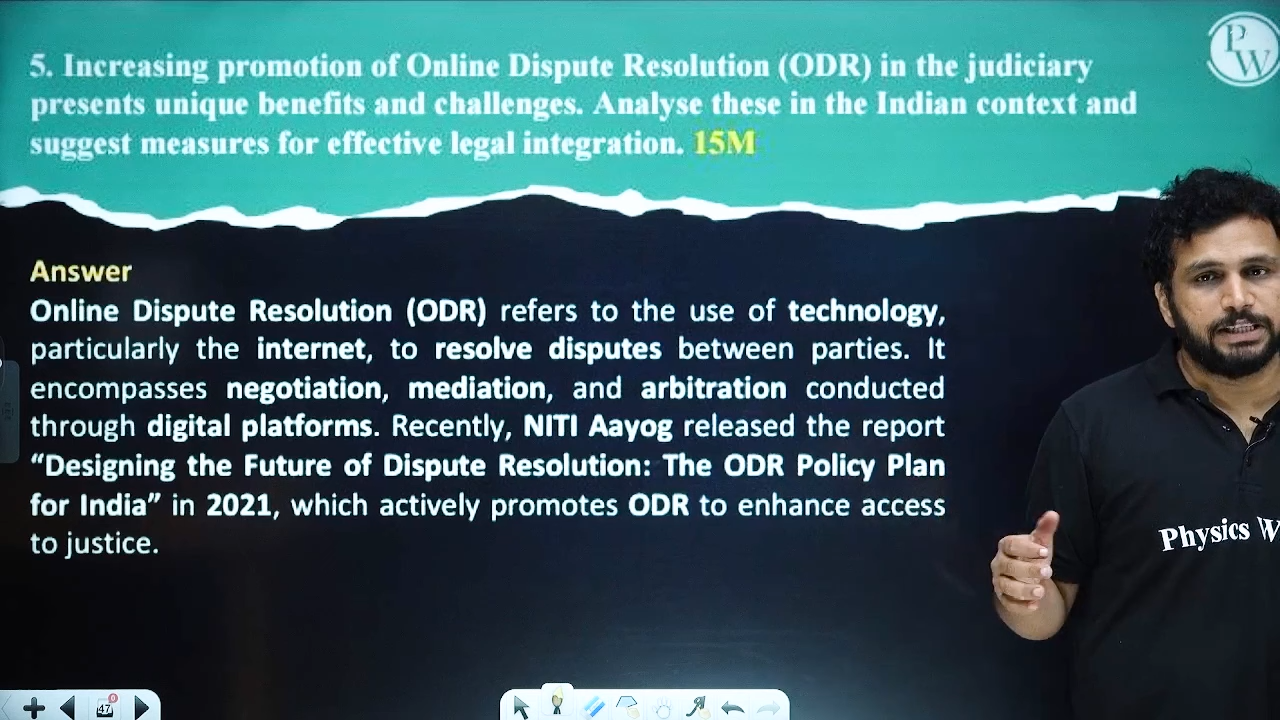 5. Increasing promotion of Online Dispute Resolution (ODR) in the judiciary
presents unique benefits and challenges. Analyse these in the Indian context and
suggest measures for effective legal integration. 15M
PW
Answer
Online Dispute Resolution (ODR) refers to the use of technology,
particularly the internet, to resolve disputes between parties. It
encompasses negotiation, mediation, and arbitration conducted
through digital platforms. Recently, NITI Aayog released the report
“Designing the Future of Dispute Resolution: The ODR Policy Plan
for India” in 2021, which actively promotes ODR to enhance access
to justice.
Physics W
47